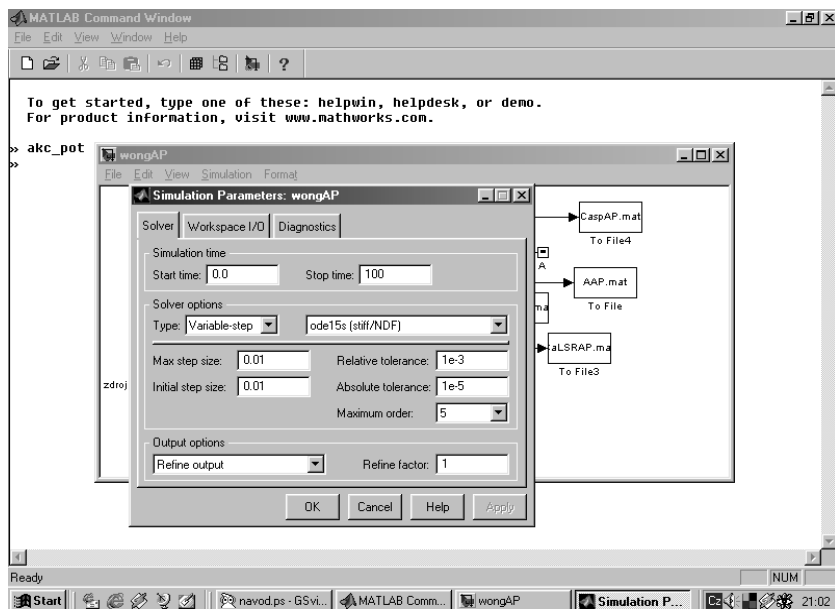 MATLAB Command Window
File Edit View Window Help
To get started, type one of these: helpwin, helpdesk, or demo.
For product information, visit www.mathworks.com.
» akc_pot
»
wongAP
File Edit View Simulation Format
Simulation Parameters: wongAP
Solver Workspace I/O Diagnostics
Simulation time
Start time: 0.0 Stop time: 100
Solver options
Type: Variable-step ode15s (stiff/NDF)
Max step size: 0.01 Relative tolerance: 1e-3
Initial step size: 0.01 Absolute tolerance: 1e-5
Maximum order: 5
Output options
Refine output Refine factor: 1
OK Cancel Help Apply
zdroj
CaspAP.mat
To File4
A
AAP.mat
To File
ma
aLSRAP.ma
To File3
Ready NUM
Start navod.ps - GSvi... MATLAB Comm... wongAP Simulation P... Cz 21:02